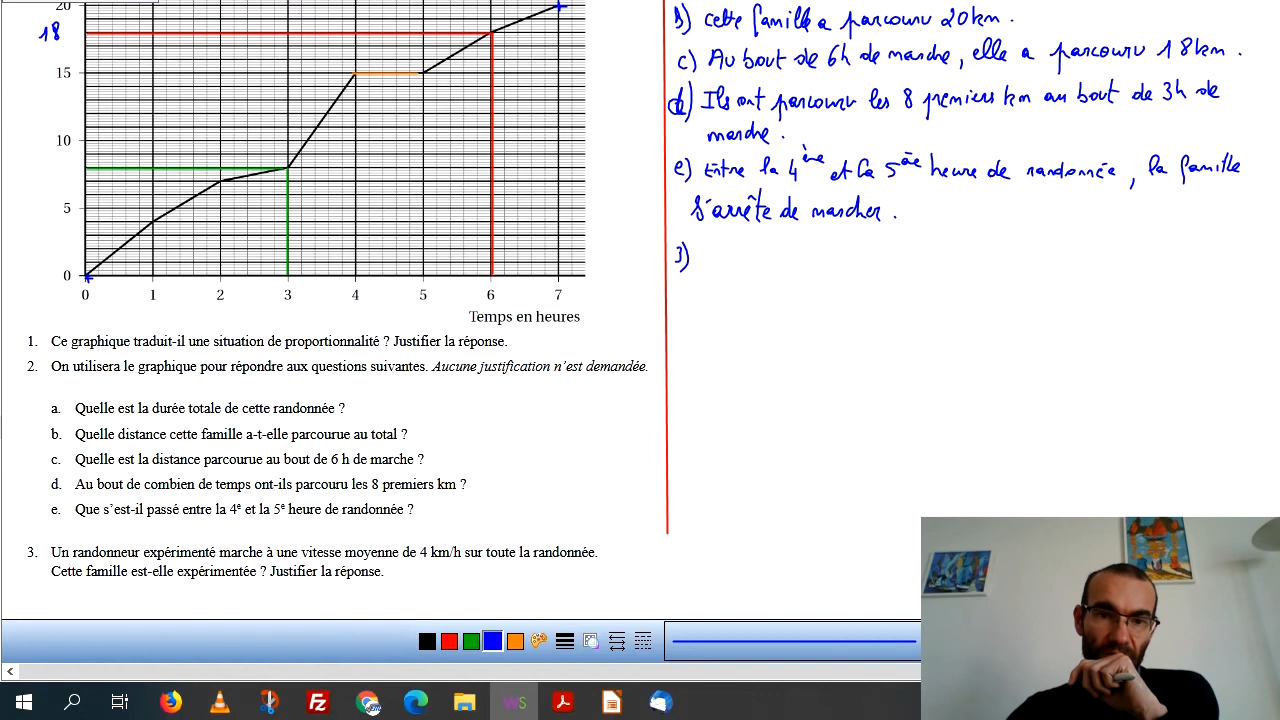 20
18
15
10
5
0
0 1 2 3 4 5 6 7
Temps en heures
1. Ce graphique traduit-il une situation de proportionnalité ? Justifier la réponse.
2. On utilisera le graphique pour répondre aux questions suivantes. Aucune justification n'est demandée.
a. Quelle est la durée totale de cette randonnée ?
b. Quelle distance cette famille a-t-elle parcourue au total ?
c. Quelle est la distance parcourue au bout de 6 h de marche ?
d. Au bout de combien de temps ont-ils parcouru les 8 premiers km ?
e. Que s'est-il passé entre la 4e et la 5e heure de randonnée ?
3. Un randonneur expérimenté marche à une vitesse moyenne de 4 km/h sur toute la randonnée.
Cette famille est-elle expérimentée ? Justifier la réponse.
b) cette famille a parcouru 20km.
c) Au bout de 6h de marche, elle a parcouru 18km.
d) Ils ont parcouru les 8 premiers km au bout de 3h de
marche.
e) Entre la 4ème et la 5ème heure de randonnée, la famille
s'arrête de marcher.
3)
WS